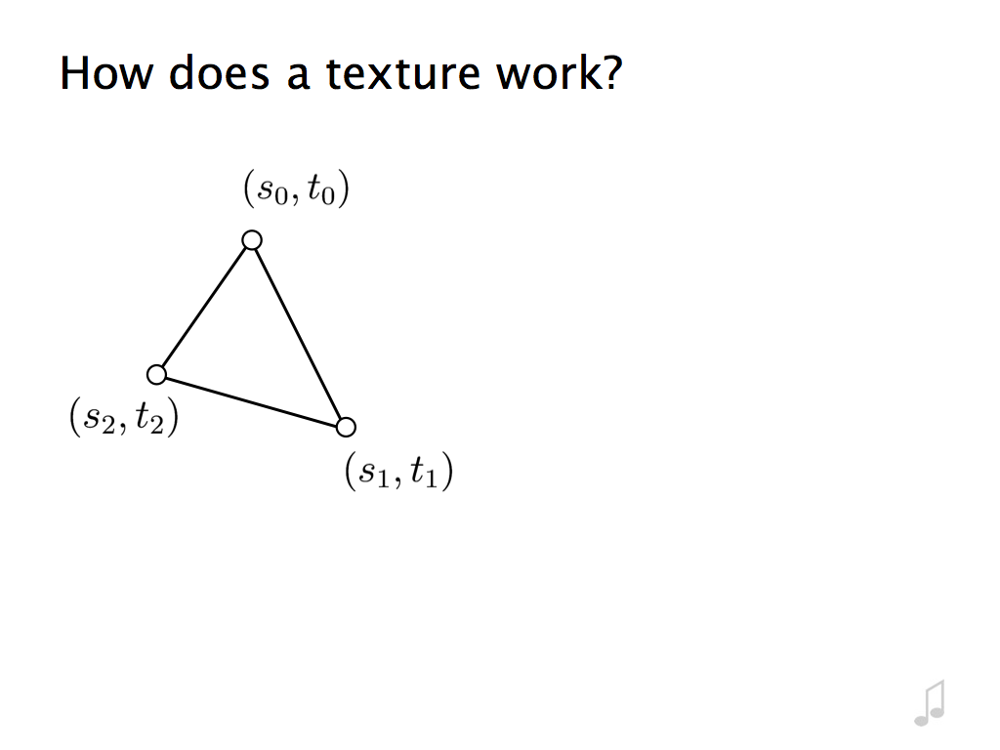 How does a texture work?
(s₀, t₀)
(s₂, t₂)
(s₁, t₁)